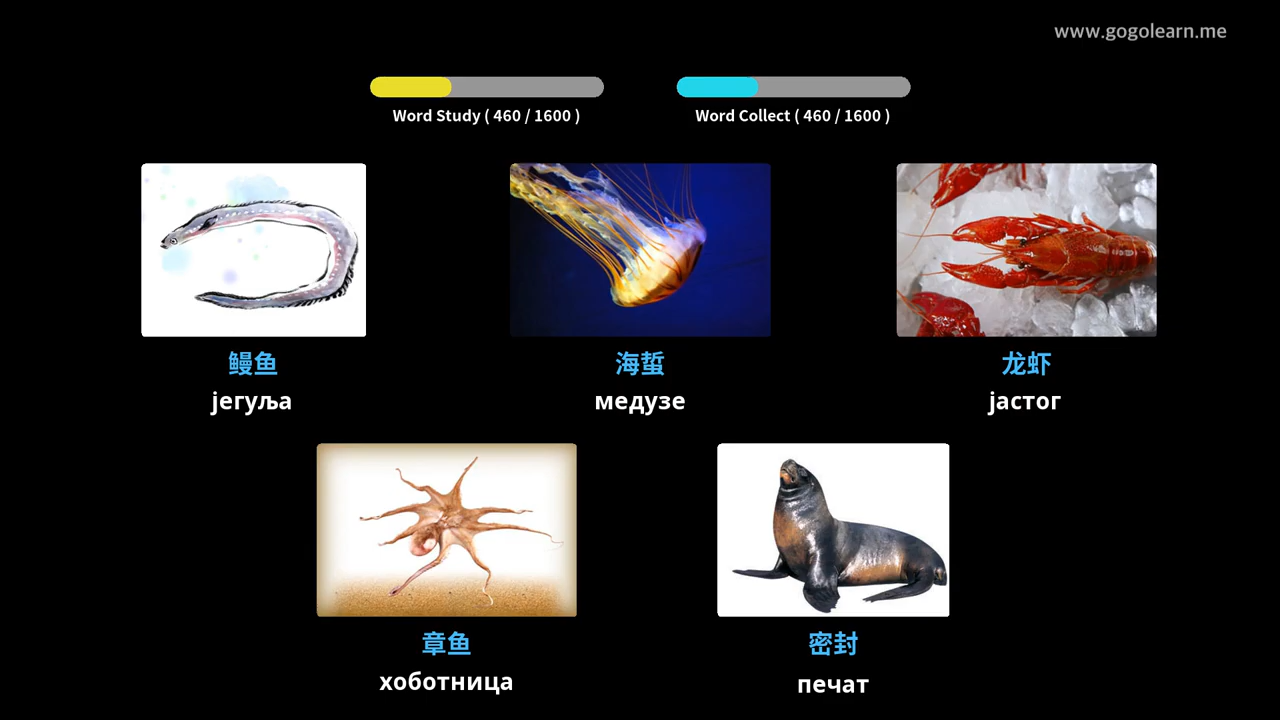 www.gogolearn.me
Word Study ( 460 / 1600 )
Word Collect ( 460 / 1600 )
鳗鱼
јегуља
海蜇
медузе
龙虾
јастог
章鱼
хоботница
密封
печат